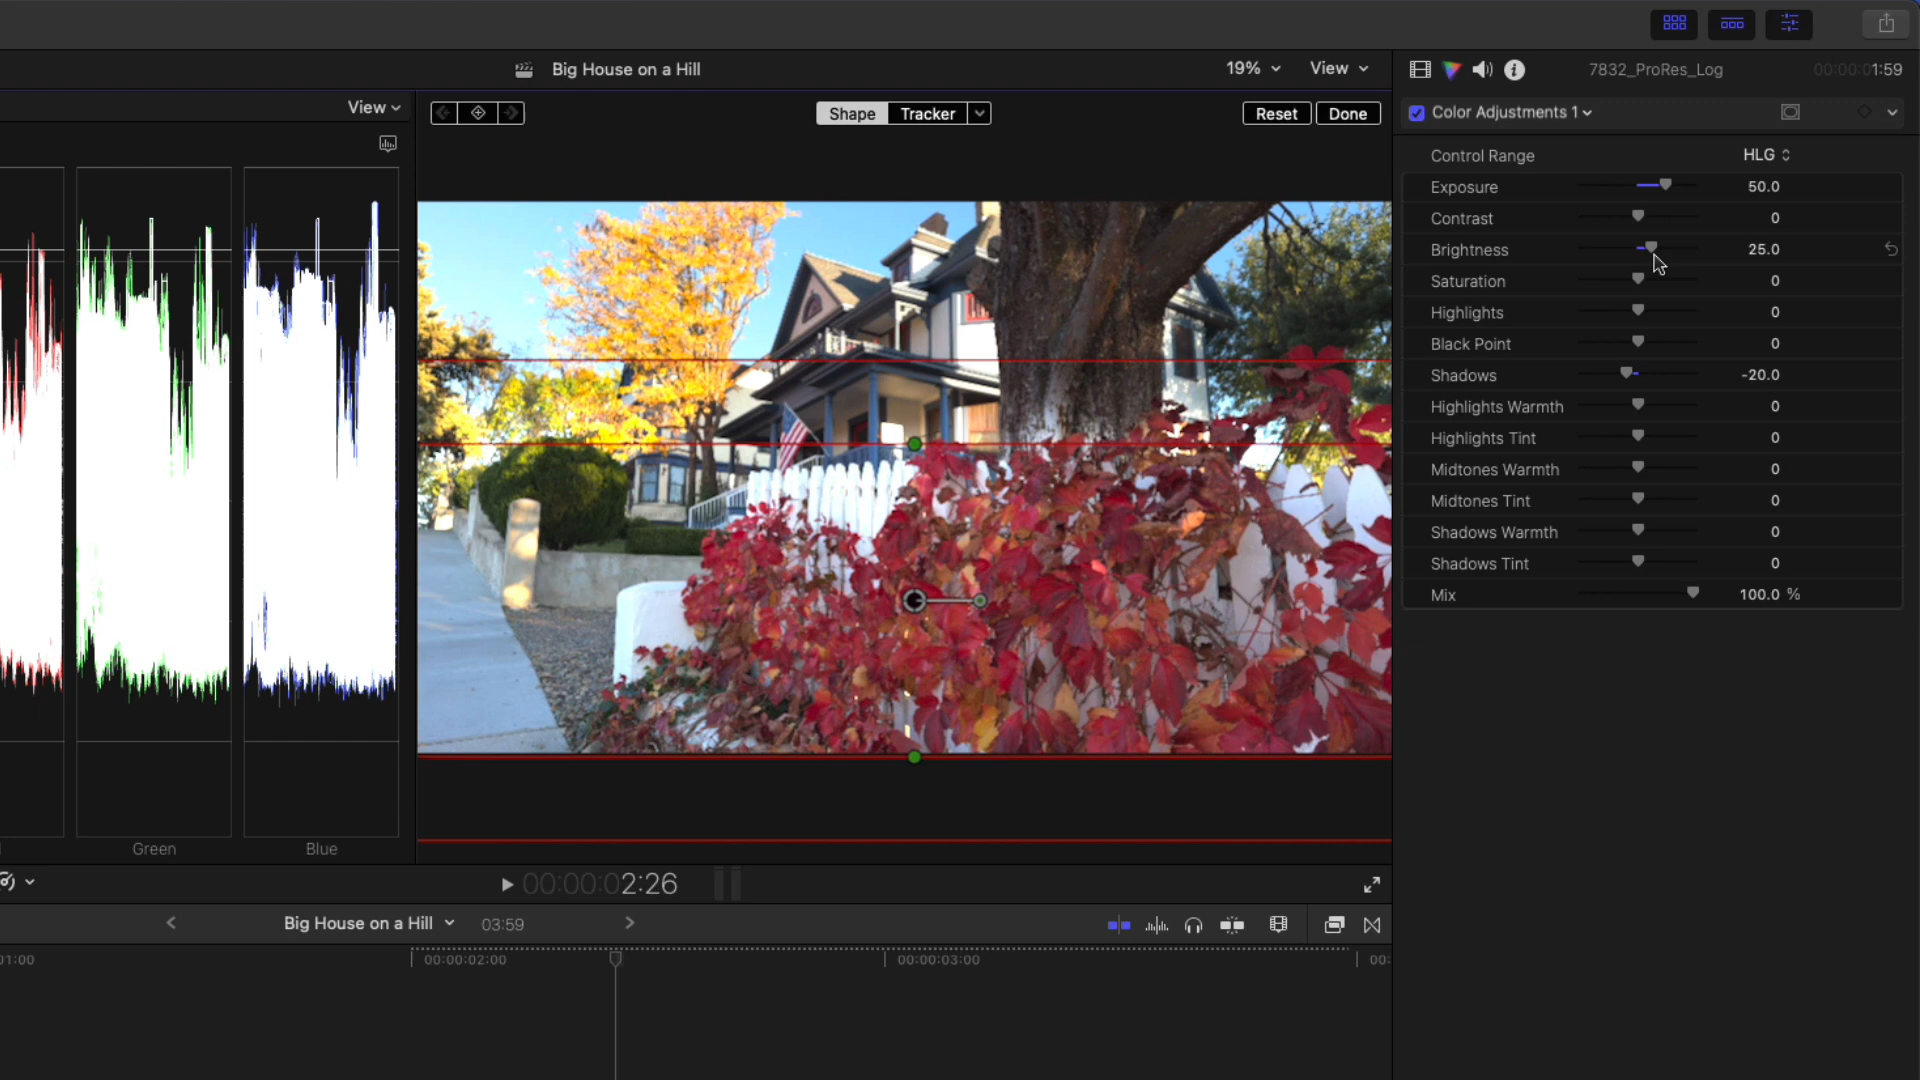 Big House on a Hill
19%
View
7832_ProRes_Log
00:00:01:59
View
Shape
Tracker
Reset
Done
Color Adjustments 1
Control Range
HLG
Exposure
50.0
Contrast
0
Brightness
25.0
Saturation
0
Highlights
0
Black Point
0
Shadows
-20.0
Highlights Warmth
0
Highlights Tint
0
Midtones Warmth
0
Midtones Tint
0
Shadows Warmth
0
Shadows Tint
0
Mix
100.0 %
Green
Blue
00:00:02:26
Big House on a Hill
03:59
01:00
00:00:02:00
00:00:03:00
00: